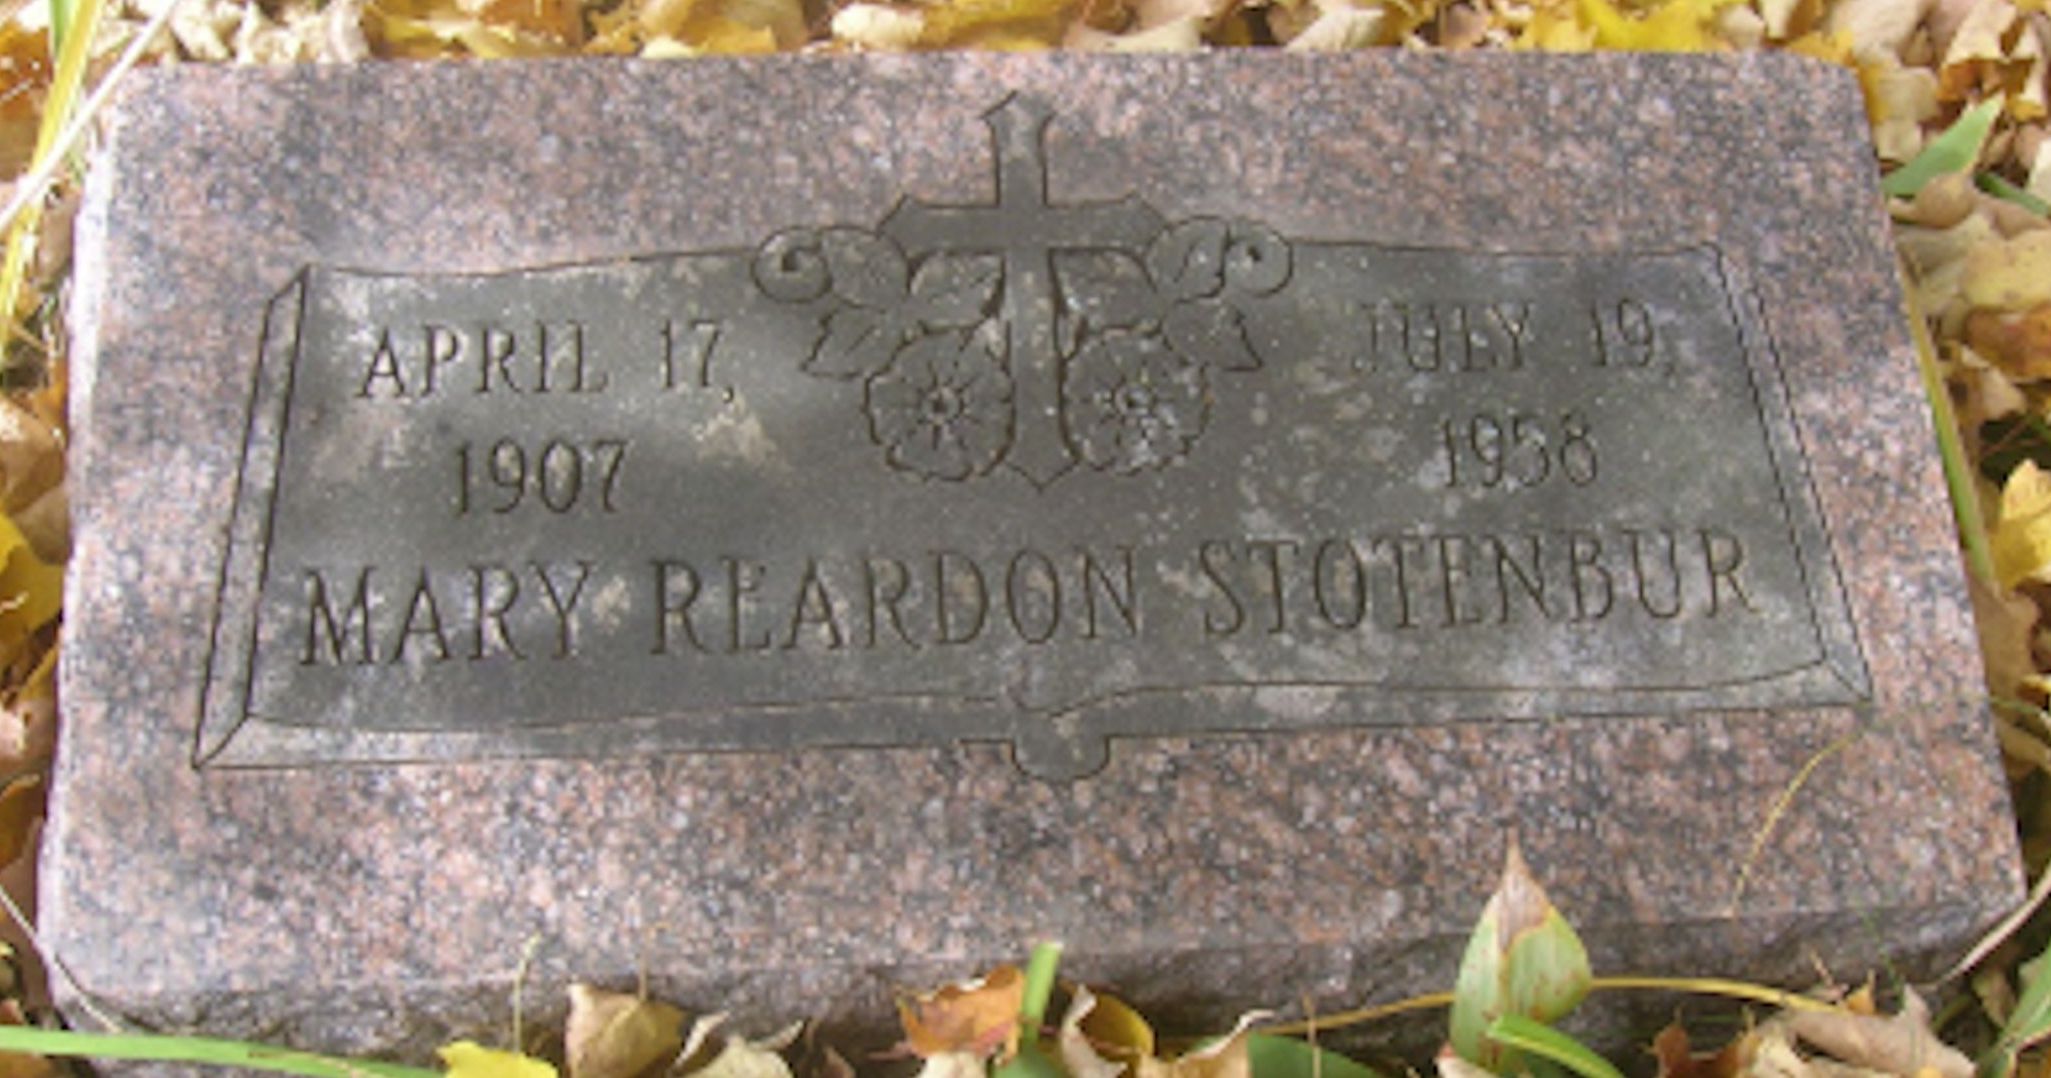 APRIL 17,
1907
JULY 19,
1958
MARY REARDON STOTENBUR